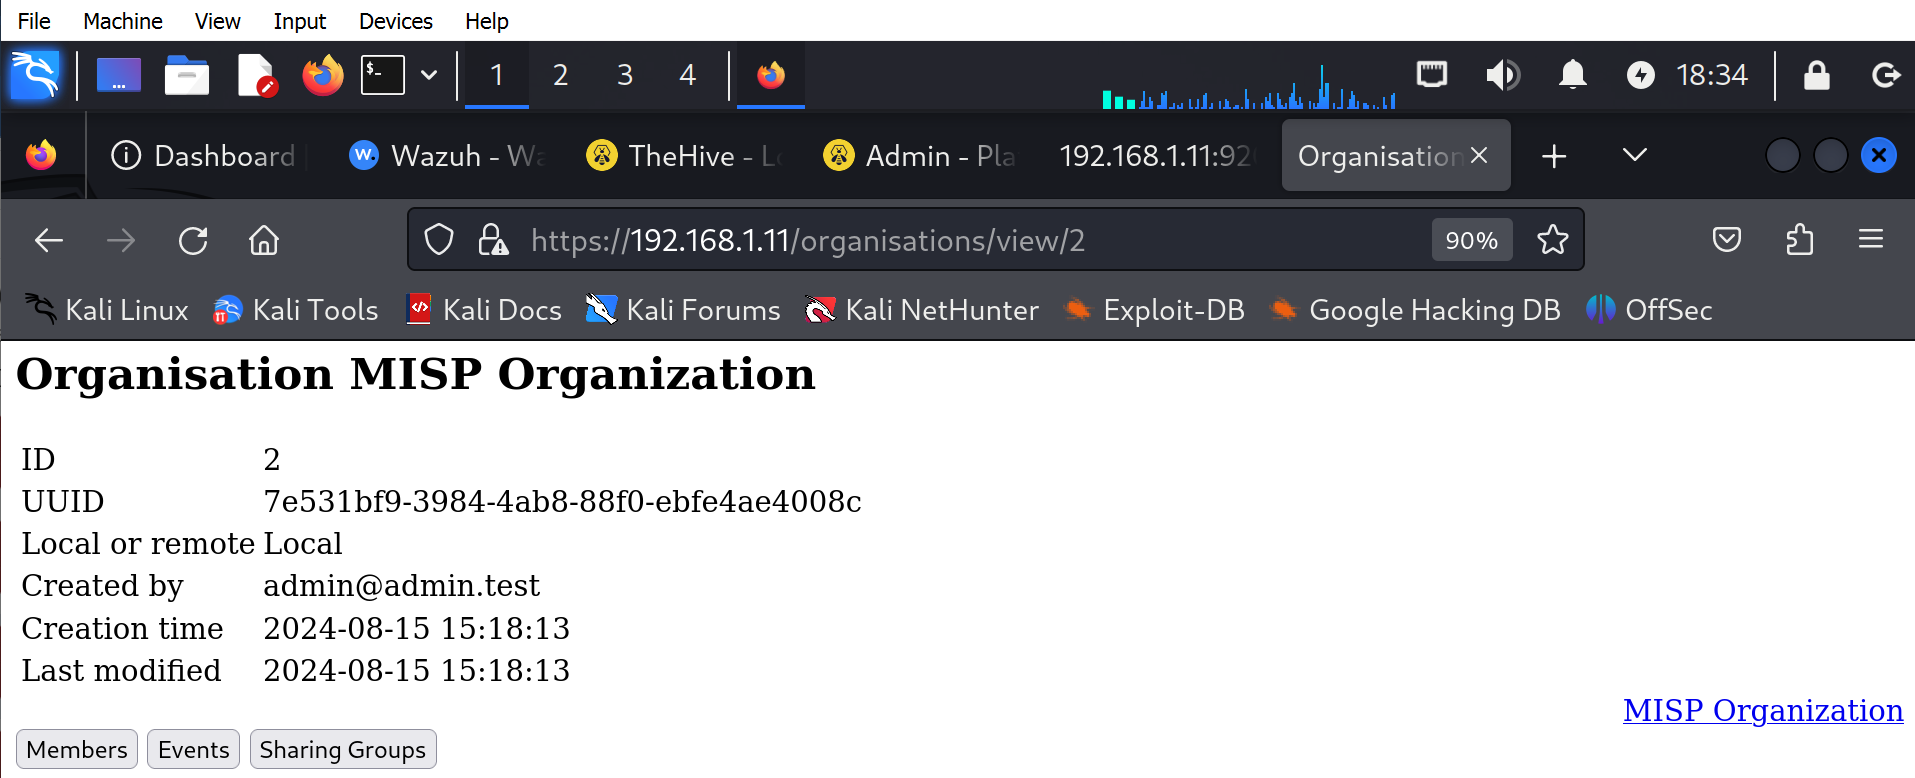 File Machine View Input Devices Help
$- 1 2 3 4 18:34
Dashboard W. Wazuh - Wa TheHive - Lo Admin - Pla 192.168.1.11:920 Organisation
https://192.168.1.11/organisations/view/2 90%
Kali Linux Kali Tools Kali Docs Kali Forums Kali NetHunter Exploit-DB Google Hacking DB OffSec
Organisation MISP Organization
ID 2
UUID 7e531bf9-3984-4ab8-88f0-ebfe4ae4008c
Local or remote Local
Created by admin@admin.test
Creation time 2024-08-15 15:18:13
Last modified 2024-08-15 15:18:13
MISP Organization
Members Events Sharing Groups